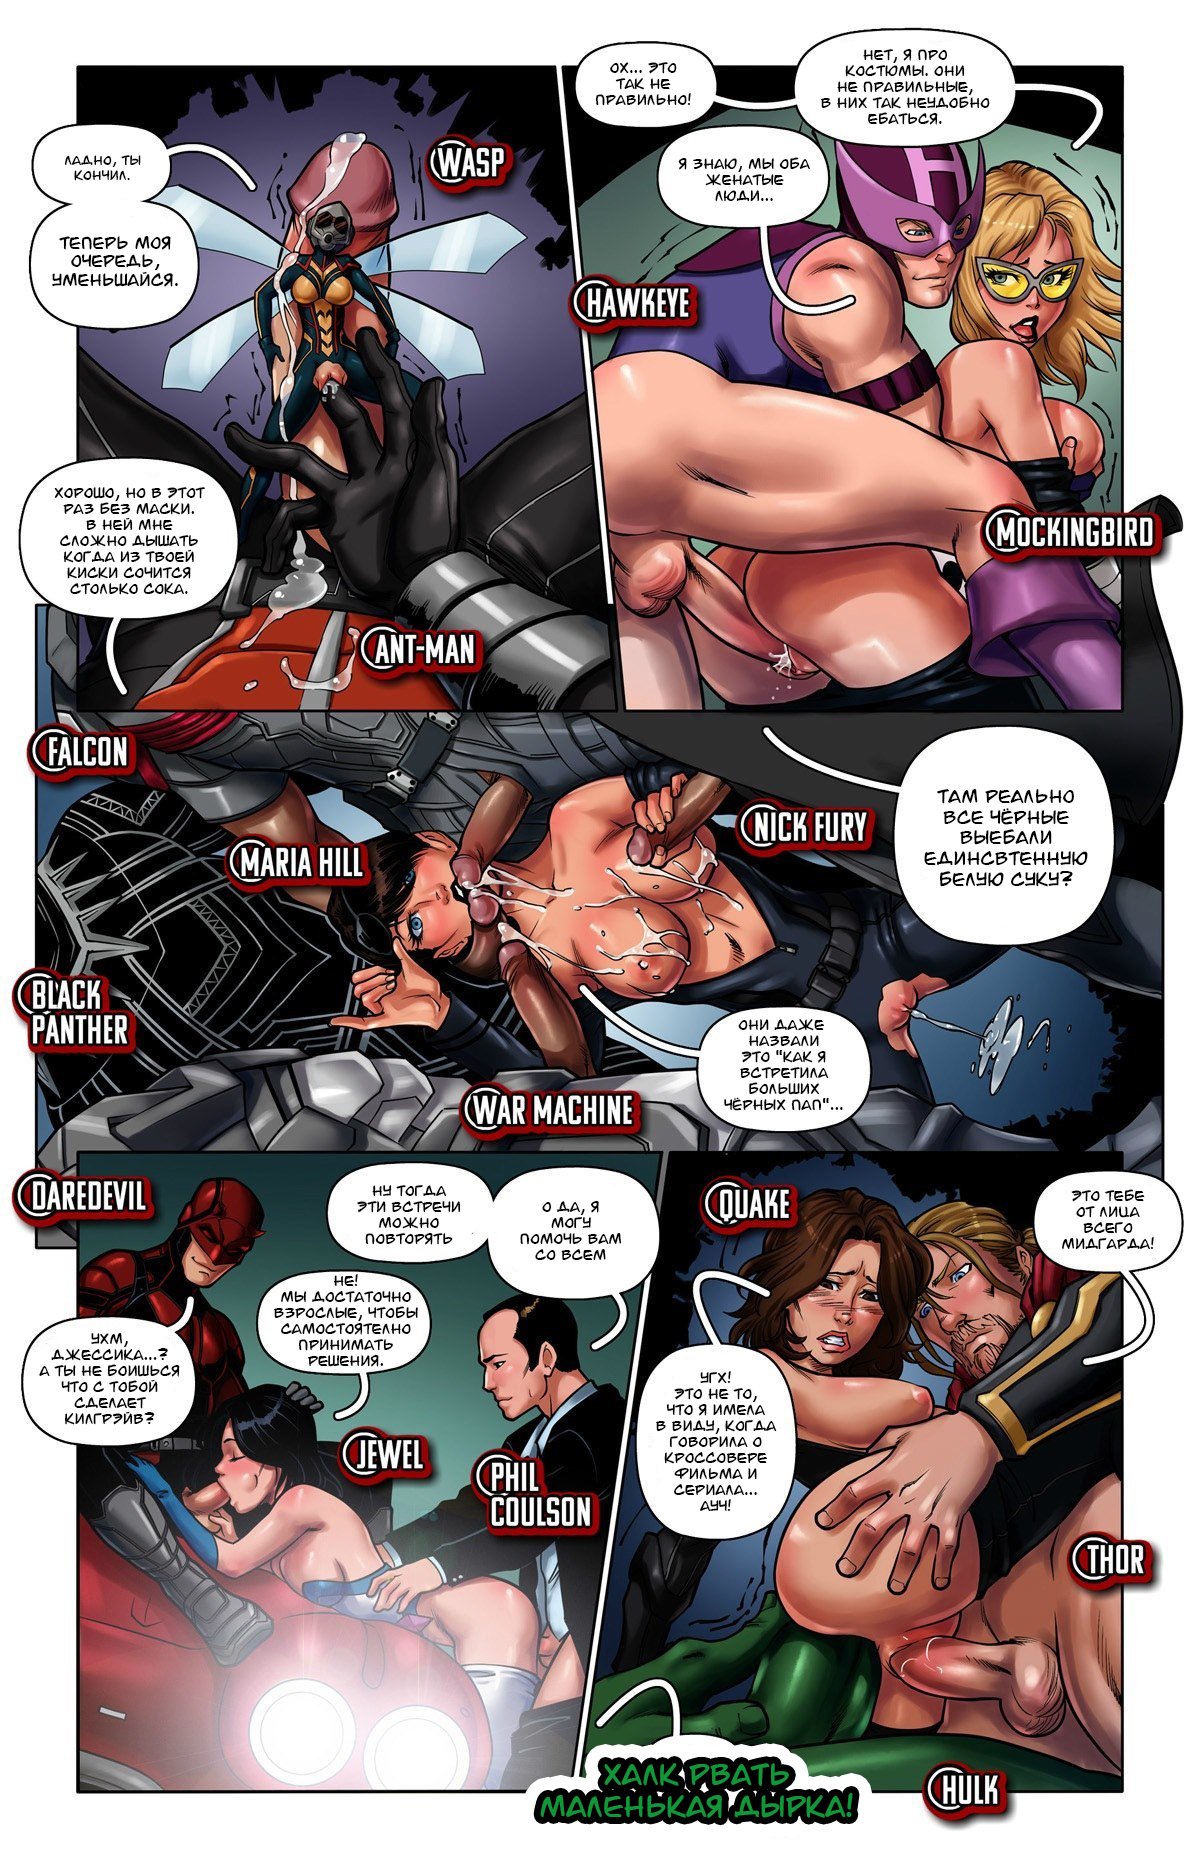 ЛАДНО, ТЫ
КОНЧИЛ.
ТЕПЕРЬ МОЯ
ОЧЕРЕДЬ,
УМЕНЬШАЙСЯ.
WASP
ХОРОШО, НО В ЭТОТ
РАЗ БЕЗ МАСКИ.
В НЕЙ МНЕ
СЛОЖНО ДЫШАТЬ
КОГДА ИЗ ТВОЕЙ
КИСКИ СОЧИТСЯ
СТОЛЬКО СОКА.
ANT-MAN
ОХ... ЭТО
ТАК НЕ
ПРАВИЛЬНО!
Я ЗНАЮ, МЫ ОБА
ЖЕНАТЫЕ
ЛЮДИ...
НЕТ, Я ПРО
КОСТЮМЫ. ОНИ
НЕ ПРАВИЛЬНЫЕ,
В НИХ ТАК НЕУДОБНО
ЕБАТЬСЯ.
H
HAWKEYE
MOCKINGBIRD
FALCON
MARIA HILL
NICK FURY
ТАМ РЕАЛЬНО
ВСЕ ЧЁРНЫЕ
ВЫЕБАЛИ
ЕДИНСВТЕННУЮ
БЕЛУЮ СУКУ?
BLACK
PANTHER
ОНИ ДАЖЕ
НАЗВАЛИ
ЭТО "КАК Я
ВСТРЕТИЛА
БОЛЬШИХ
ЧЁРНЫХ ПАП"...
WAR MACHINE
DAREDEVIL
УХМ,
ДЖЕССИКА...?
А ТЫ НЕ БОИШЬСЯ
ЧТО С ТОБОЙ
СДЕЛАЕТ
КИЛГРЭЙВ?
НЕ!
МЫ ДОСТАТОЧНО
ВЗРОСЛЫЕ, ЧТОБЫ
САМОСТОЯТЕЛНО
ПРИНИМАТЬ
РЕШЕНИЯ.
НУ ТОГДА
ЭТИ ВСТРЕЧИ
МОЖНО
ПОВТОРЯТЬ
О ДА, Я
МОГУ
ПОМОЧЬ ВАМ
СО ВСЕМ
JEWEL
PHIL
COULSON
QUAKE
ЭТО ТЕБЕ
ОТ ЛИЦА
ВСЕГО
МИДГАРДА!
УГХ!
ЭТО НЕ ТО,
ЧТО Я ИМЕЛА
В ВИДУ, КОГДА
ГОВОРИЛА О
КРОССОВЕРЕ
ФИЛЬМА И
СЕРИАЛА...
АУЧ!
THOR
ХАЛК РВАТЬ
МАЛЕНЬКАЯ ДЫРКА!
HULK